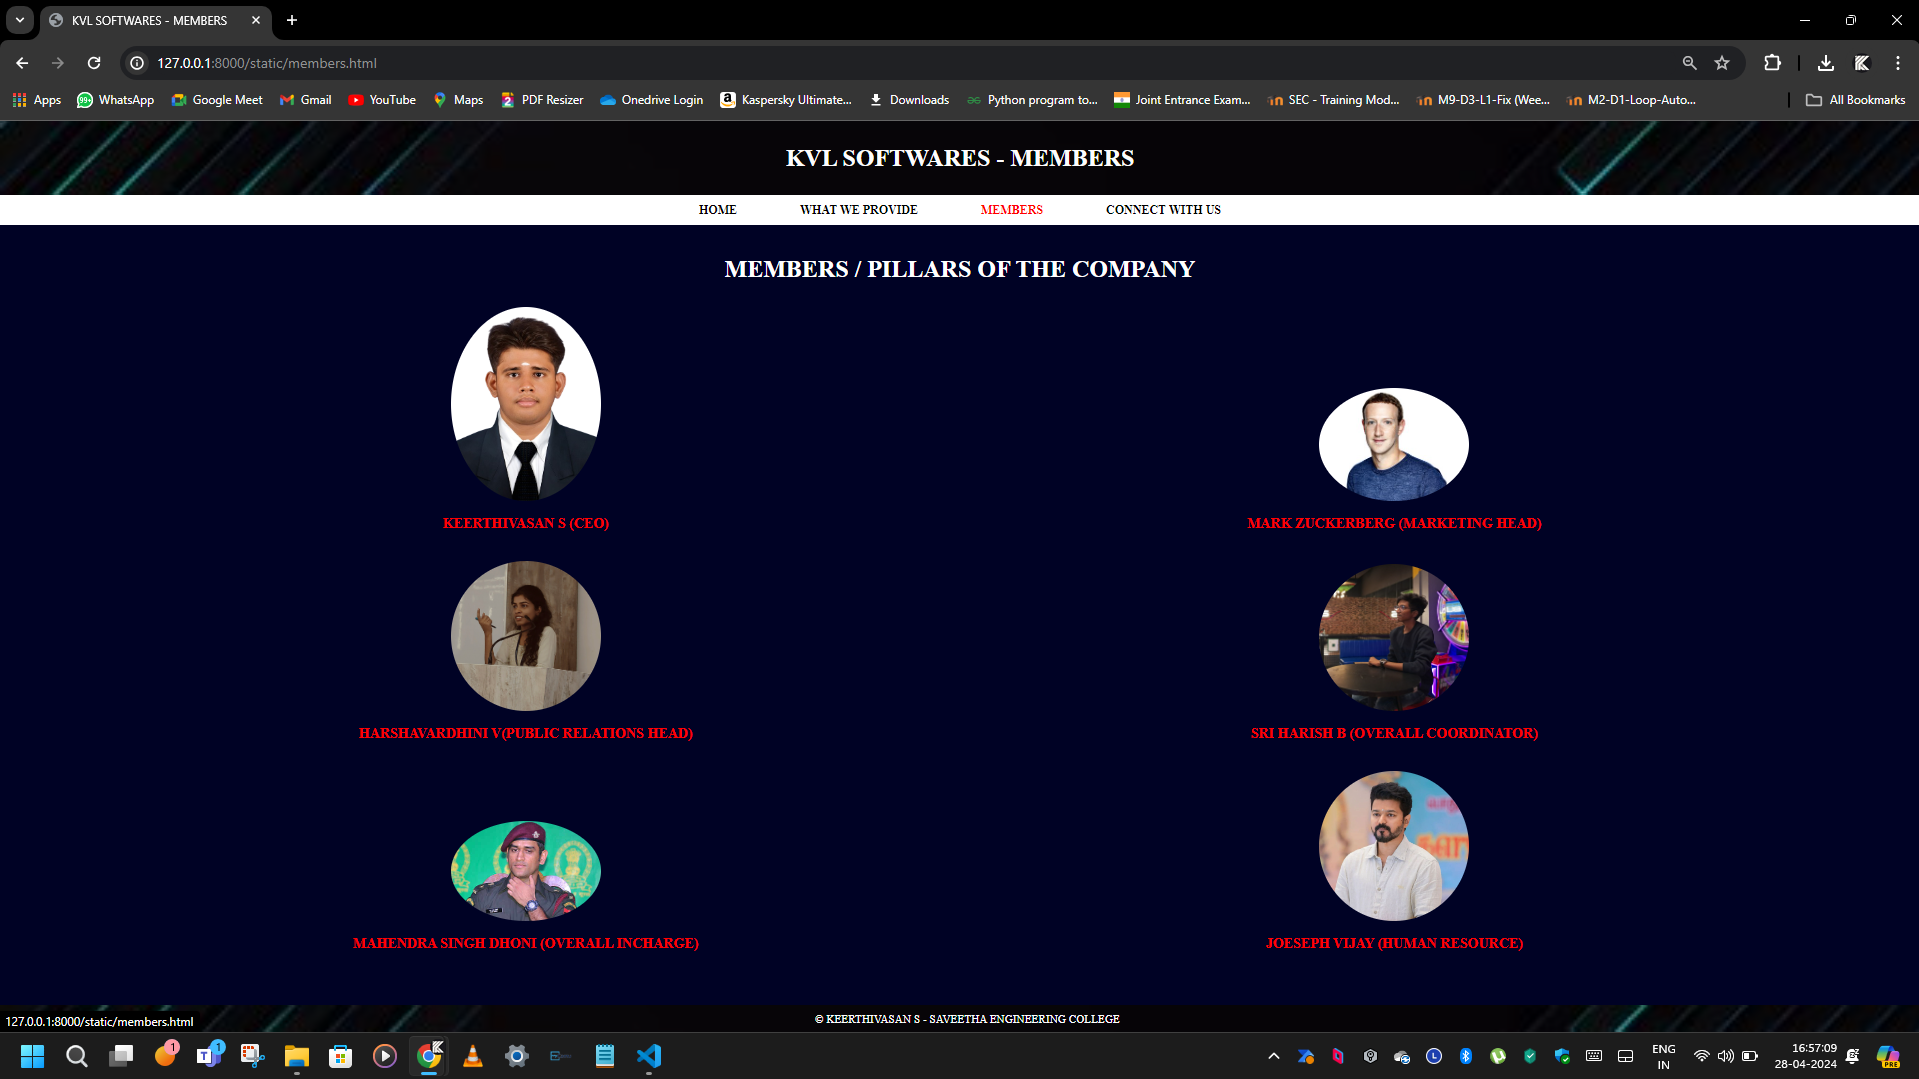 KVL SOFTWARES - MEMBERS
127.0.0.1:8000/static/members.html
Apps
99+
WhatsApp
Google Meet
Gmail
YouTube
Maps
PDF Resizer
Onedrive Login
Kaspersky Ultimate...
Downloads
Python program to...
Joint Entrance Exam...
SEC - Training Mod...
M9-D3-L1-Fix (Wee...
M2-D1-Loop-Auto...
All Bookmarks
KVL SOFTWARES - MEMBERS
HOME WHAT WE PROVIDE MEMBERS CONNECT WITH US
MEMBERS / PILLARS OF THE COMPANY
KEERTHIVASAN S (CEO)
MARK ZUCKERBERG (MARKETING HEAD)
HARSHAVARDHINI V(PUBLIC RELATIONS HEAD)
SRI HARISH B (OVERALL COORDINATOR)
MAHENDRA SINGH DHONI (OVERALL INCHARGE)
JOESEPH VIJAY (HUMAN RESOURCE)
© KEERTHIVASAN S - SAVEETHA ENGINEERING COLLEGE
127.0.0.1:8000/static/members.html
1
1
ENG
IN
16:57:09
28-04-2024
PRE